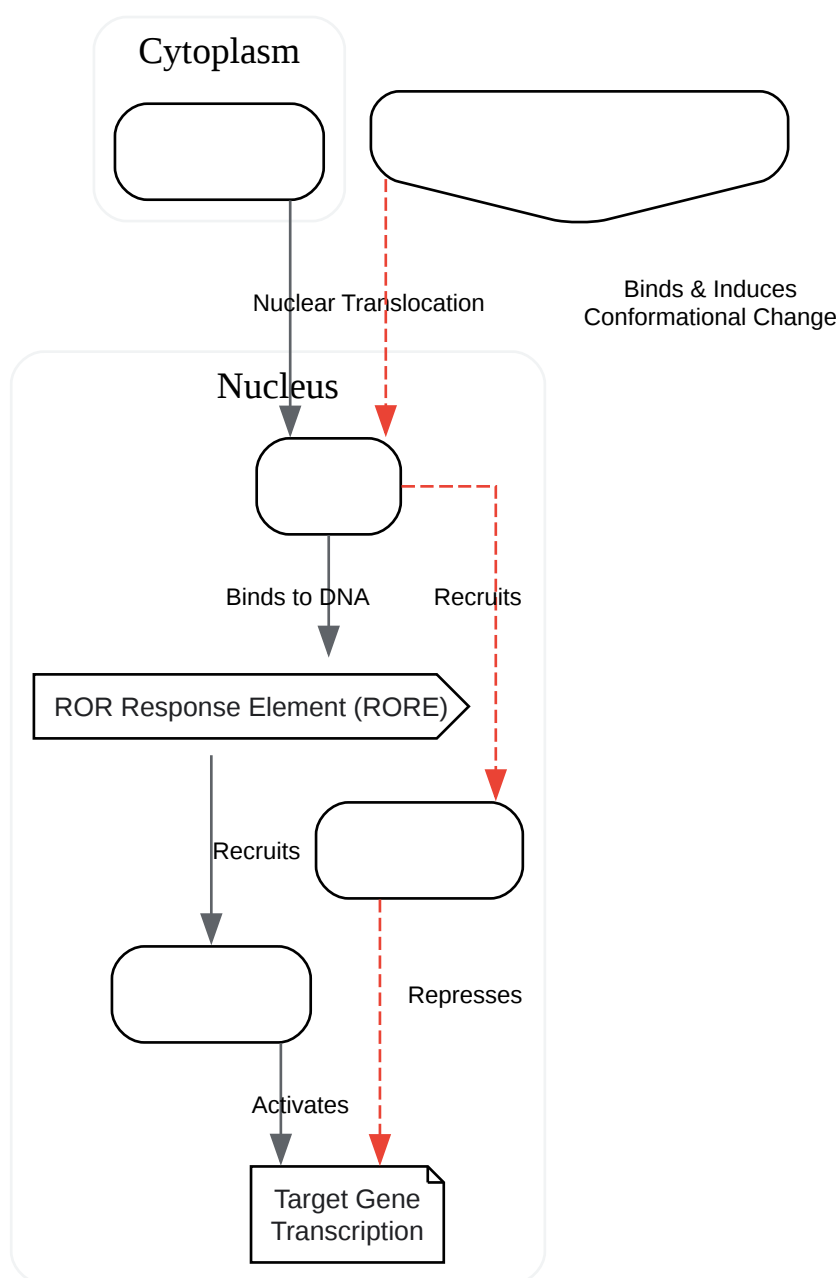 Cytoplasm
Nuclear Translocation
Binds & Induces
Conformational Change
Nucleus
Binds to DNA
Recruits
ROR Response Element (RORE)
Recruits
Represses
Activates
Target Gene
Transcription